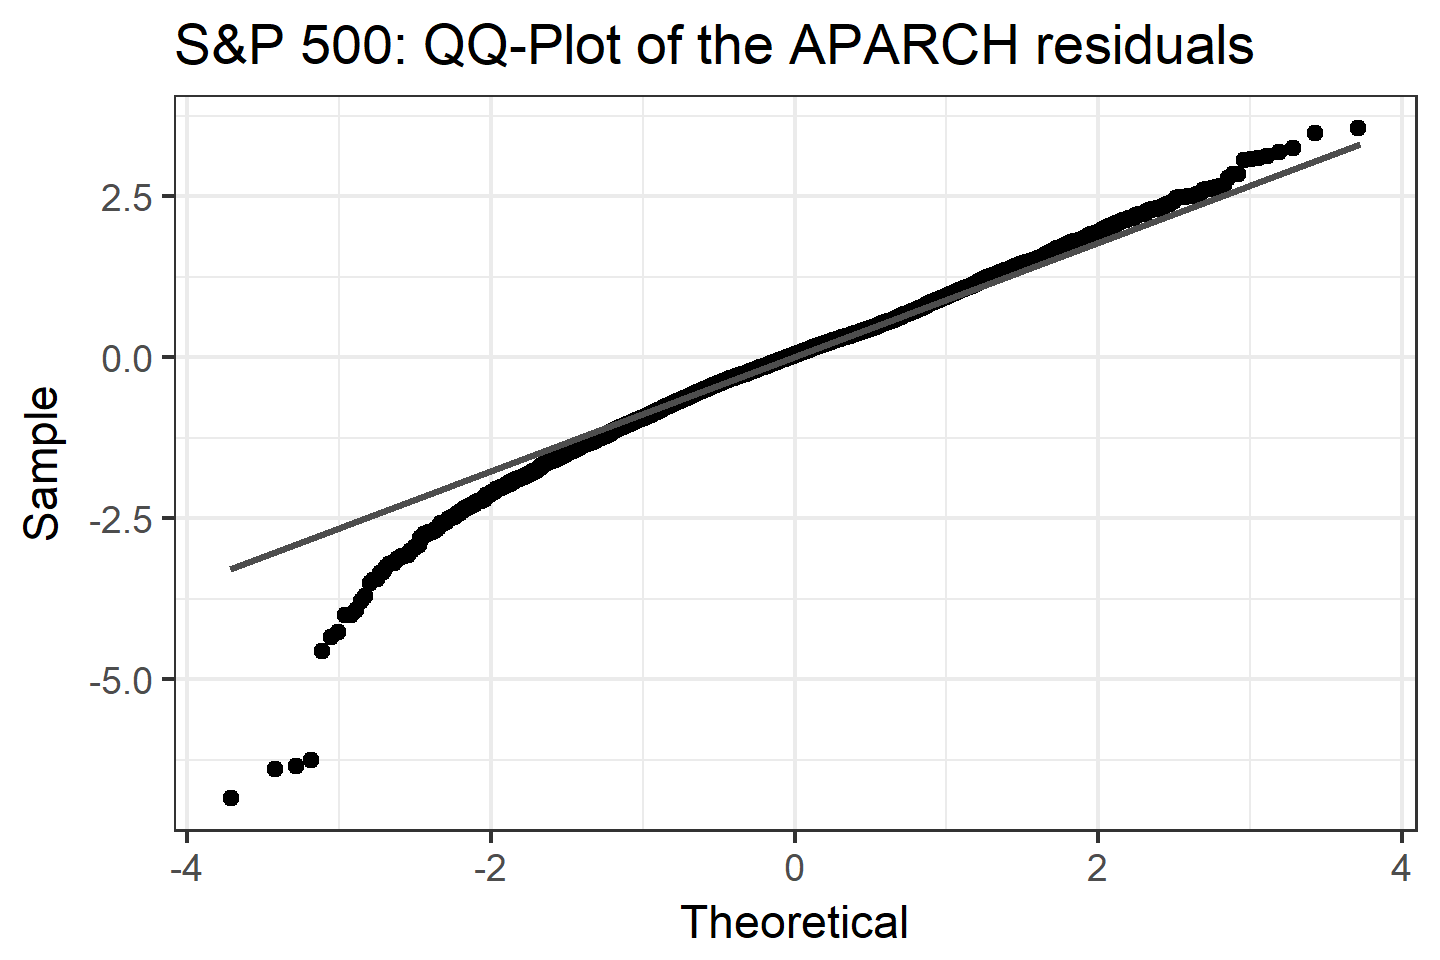 S&P 500: QQ-Plot of the APARCH residuals
2.5
0.0
-2.5
-5.0
Sample
-4 -2 0 2 4
Theoretical